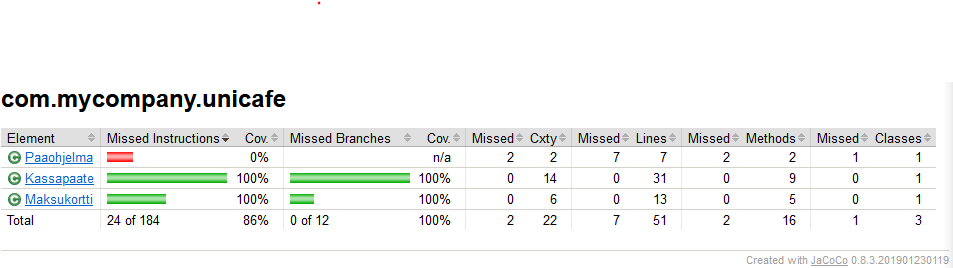 com.mycompany.unicafe
Element Missed Instructions Cov. Missed Branches Cov. Missed Cxty Missed Lines Missed Methods Missed Classes
Paaohjelma 0% n/a 2 2 7 7 2 2 1 1
Kassapaate 100% 100% 0 14 0 31 0 9 0 1
Maksukortti 100% 100% 0 6 0 13 0 5 0 1
Total 24 of 184 86% 0 of 12 100% 2 22 7 51 2 16 1 3
Created with JaCoCo 0.8.3.201901230119